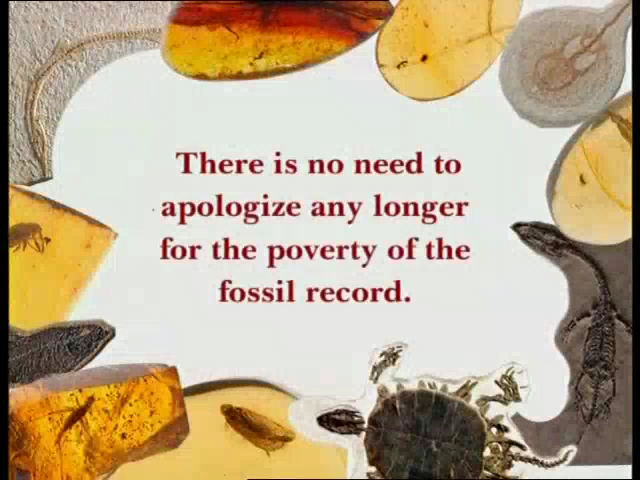 There is no need to
apologize any longer
for the poverty of the
fossil record.